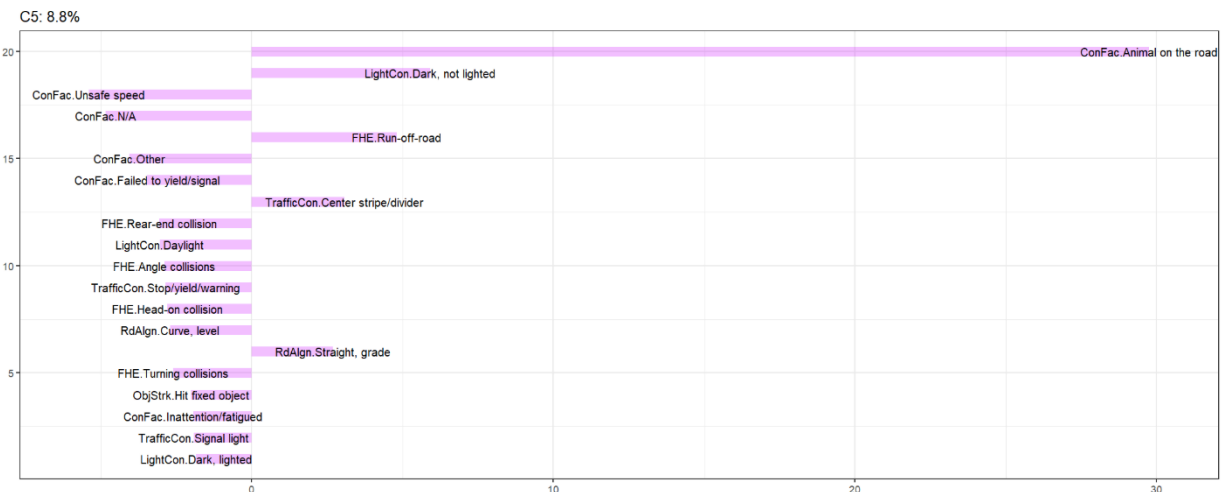 C5: 8.8%
20
ConFac.Animal on the road
LightCon.Dark, not lighted
ConFac.Unsafe speed
ConFac.N/A
FHE.Run-off-road
15
ConFac.Other
ConFac.Failed to yield/signal
TrafficCon.Center stripe/divider
FHE.Rear-end collision
LightCon.Daylight
10
FHE.Angle collisions
TrafficCon.Stop/yield/warning
FHE.Head-on collision
RdAlgn.Curve, level
RdAlgn.Straight, grade
5
FHE.Turning collisions
ObjStrk.Hit fixed object
ConFac.Inattention/fatigued
TrafficCon.Signal light
LightCon.Dark, lighted
0 10 20 30